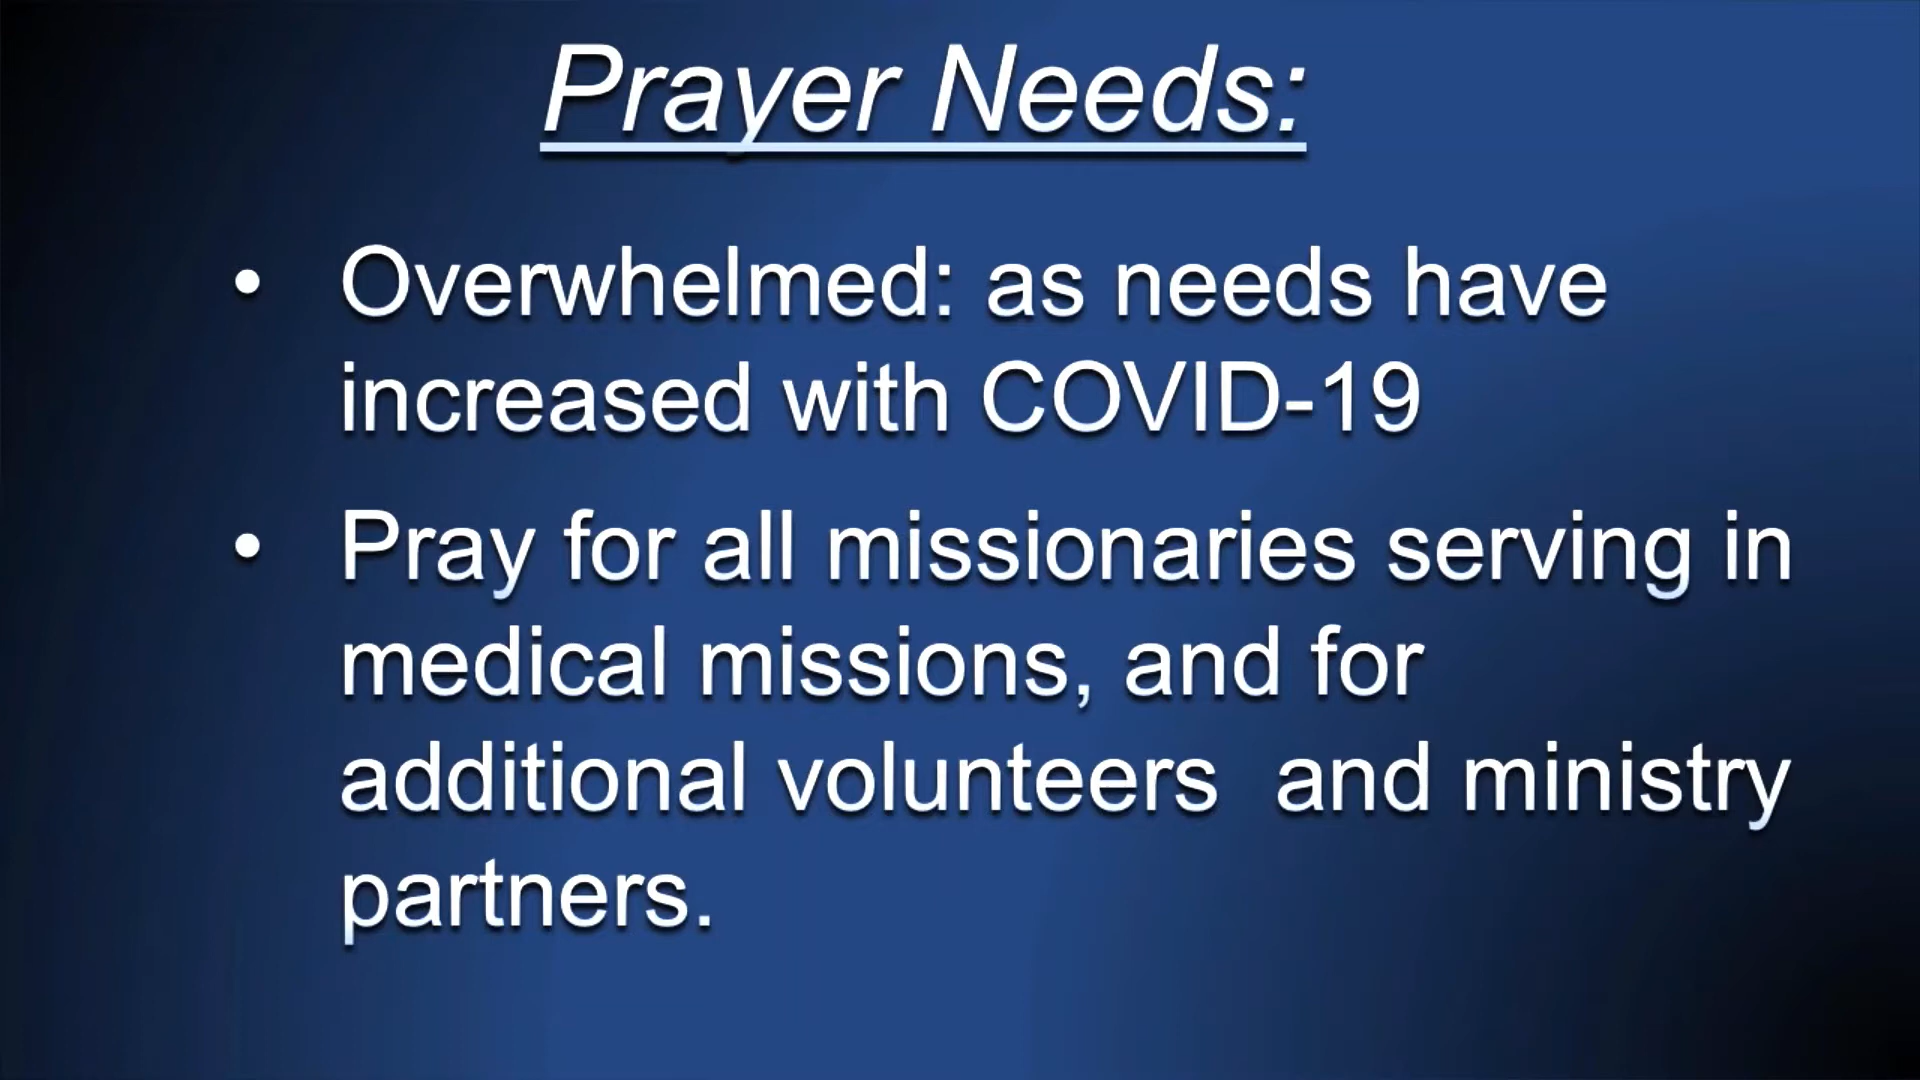 Prayer Needs:
• Overwhelmed: as needs have
increased with COVID-19
• Pray for all missionaries serving in
medical missions, and for
additional volunteers  and ministry
partners.